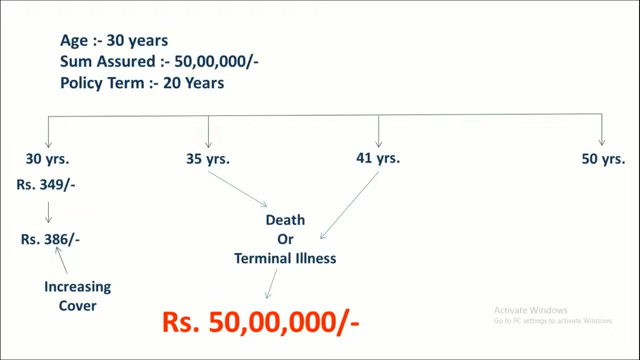 Age :- 30 years
Sum Assured :- 50,00,000/-
Policy Term :- 20 Years
30 yrs.
35 yrs.
41 yrs.
50 yrs.
Rs. 349/-
Rs. 386/-
Death
Or
Terminal Illness
Increasing
Cover
Rs. 50,00,000/-
Activate Windows
Go to PC settings to activate Windows.